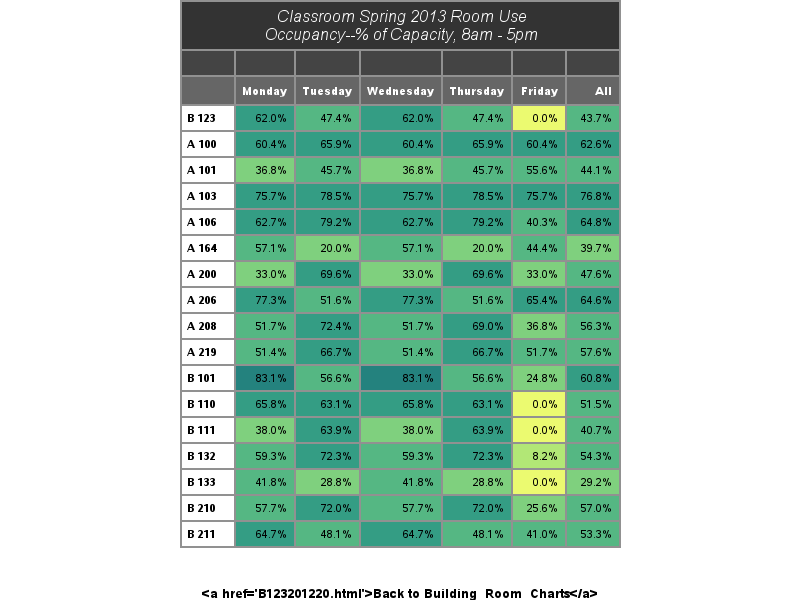 Classroom Spring 2013 Room Use
Occupancy--% of Capacity, 8am - 5pm
Monday Tuesday Wednesday Thursday Friday All
B 123 62.0% 47.4% 62.0% 47.4% 0.0% 43.7%
A 100 60.4% 65.9% 60.4% 65.9% 60.4% 62.6%
A 101 36.8% 45.7% 36.8% 45.7% 55.6% 44.1%
A 103 75.7% 78.5% 75.7% 78.5% 75.7% 76.8%
A 106 62.7% 79.2% 62.7% 79.2% 40.3% 64.8%
A 164 57.1% 20.0% 57.1% 20.0% 44.4% 39.7%
A 200 33.0% 69.6% 33.0% 69.6% 33.0% 47.6%
A 206 77.3% 51.6% 77.3% 51.6% 65.4% 64.6%
A 208 51.7% 72.4% 51.7% 69.0% 36.8% 56.3%
A 219 51.4% 66.7% 51.4% 66.7% 51.7% 57.6%
B 101 83.1% 56.6% 83.1% 56.6% 24.8% 60.8%
B 110 65.8% 63.1% 65.8% 63.1% 0.0% 51.5%
B 111 38.0% 63.9% 38.0% 63.9% 0.0% 40.7%
B 132 59.3% 72.3% 59.3% 72.3% 8.2% 54.3%
B 133 41.8% 28.8% 41.8% 28.8% 0.0% 29.2%
B 210 57.7% 72.0% 57.7% 72.0% 25.6% 57.0%
B 211 64.7% 48.1% 64.7% 48.1% 41.0% 53.3%
<a href='B123201220.html'>Back to Building_Room_Charts</a>